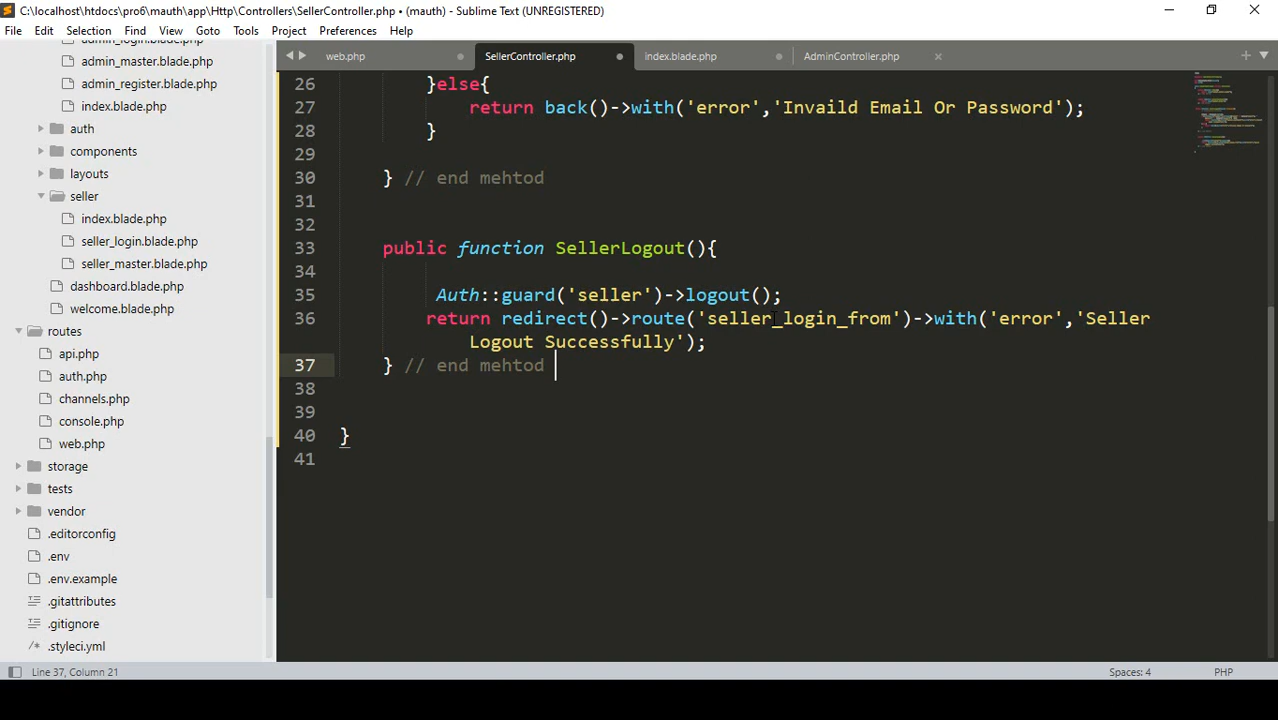 C:\localhost\htdocs\pro6\mauth\app\Http\Controllers\SellerController.php • (mauth) - Sublime Text (UNREGISTERED)
File Edit Selection Find View Goto Tools Project Preferences Help
web.php SellerController.php index.blade.php AdminController.php
admin_login.blade.php
admin_master.blade.php
admin_register.blade.php
index.blade.php
auth
components
layouts
seller
index.blade.php
seller_login.blade.php
seller_master.blade.php
dashboard.blade.php
welcome.blade.php
routes
api.php
auth.php
channels.php
console.php
web.php
storage
tests
vendor
.editorconfig
.env
.env.example
.gitattributes
.gitignore
.styleci.yml
26 }else{
27 return back()->with('error','Invaild Email Or Password');
28 }
29
30 } // end mehtod
31
32
33 public function SellerLogout(){
34
35 Auth::guard('seller')->logout();
36 return redirect()->route('seller_login_from')->with('error','Seller
Logout Successfully');
37 } // end mehtod
38
39
40 }
41
Line 37, Column 21 Spaces: 4 PHP